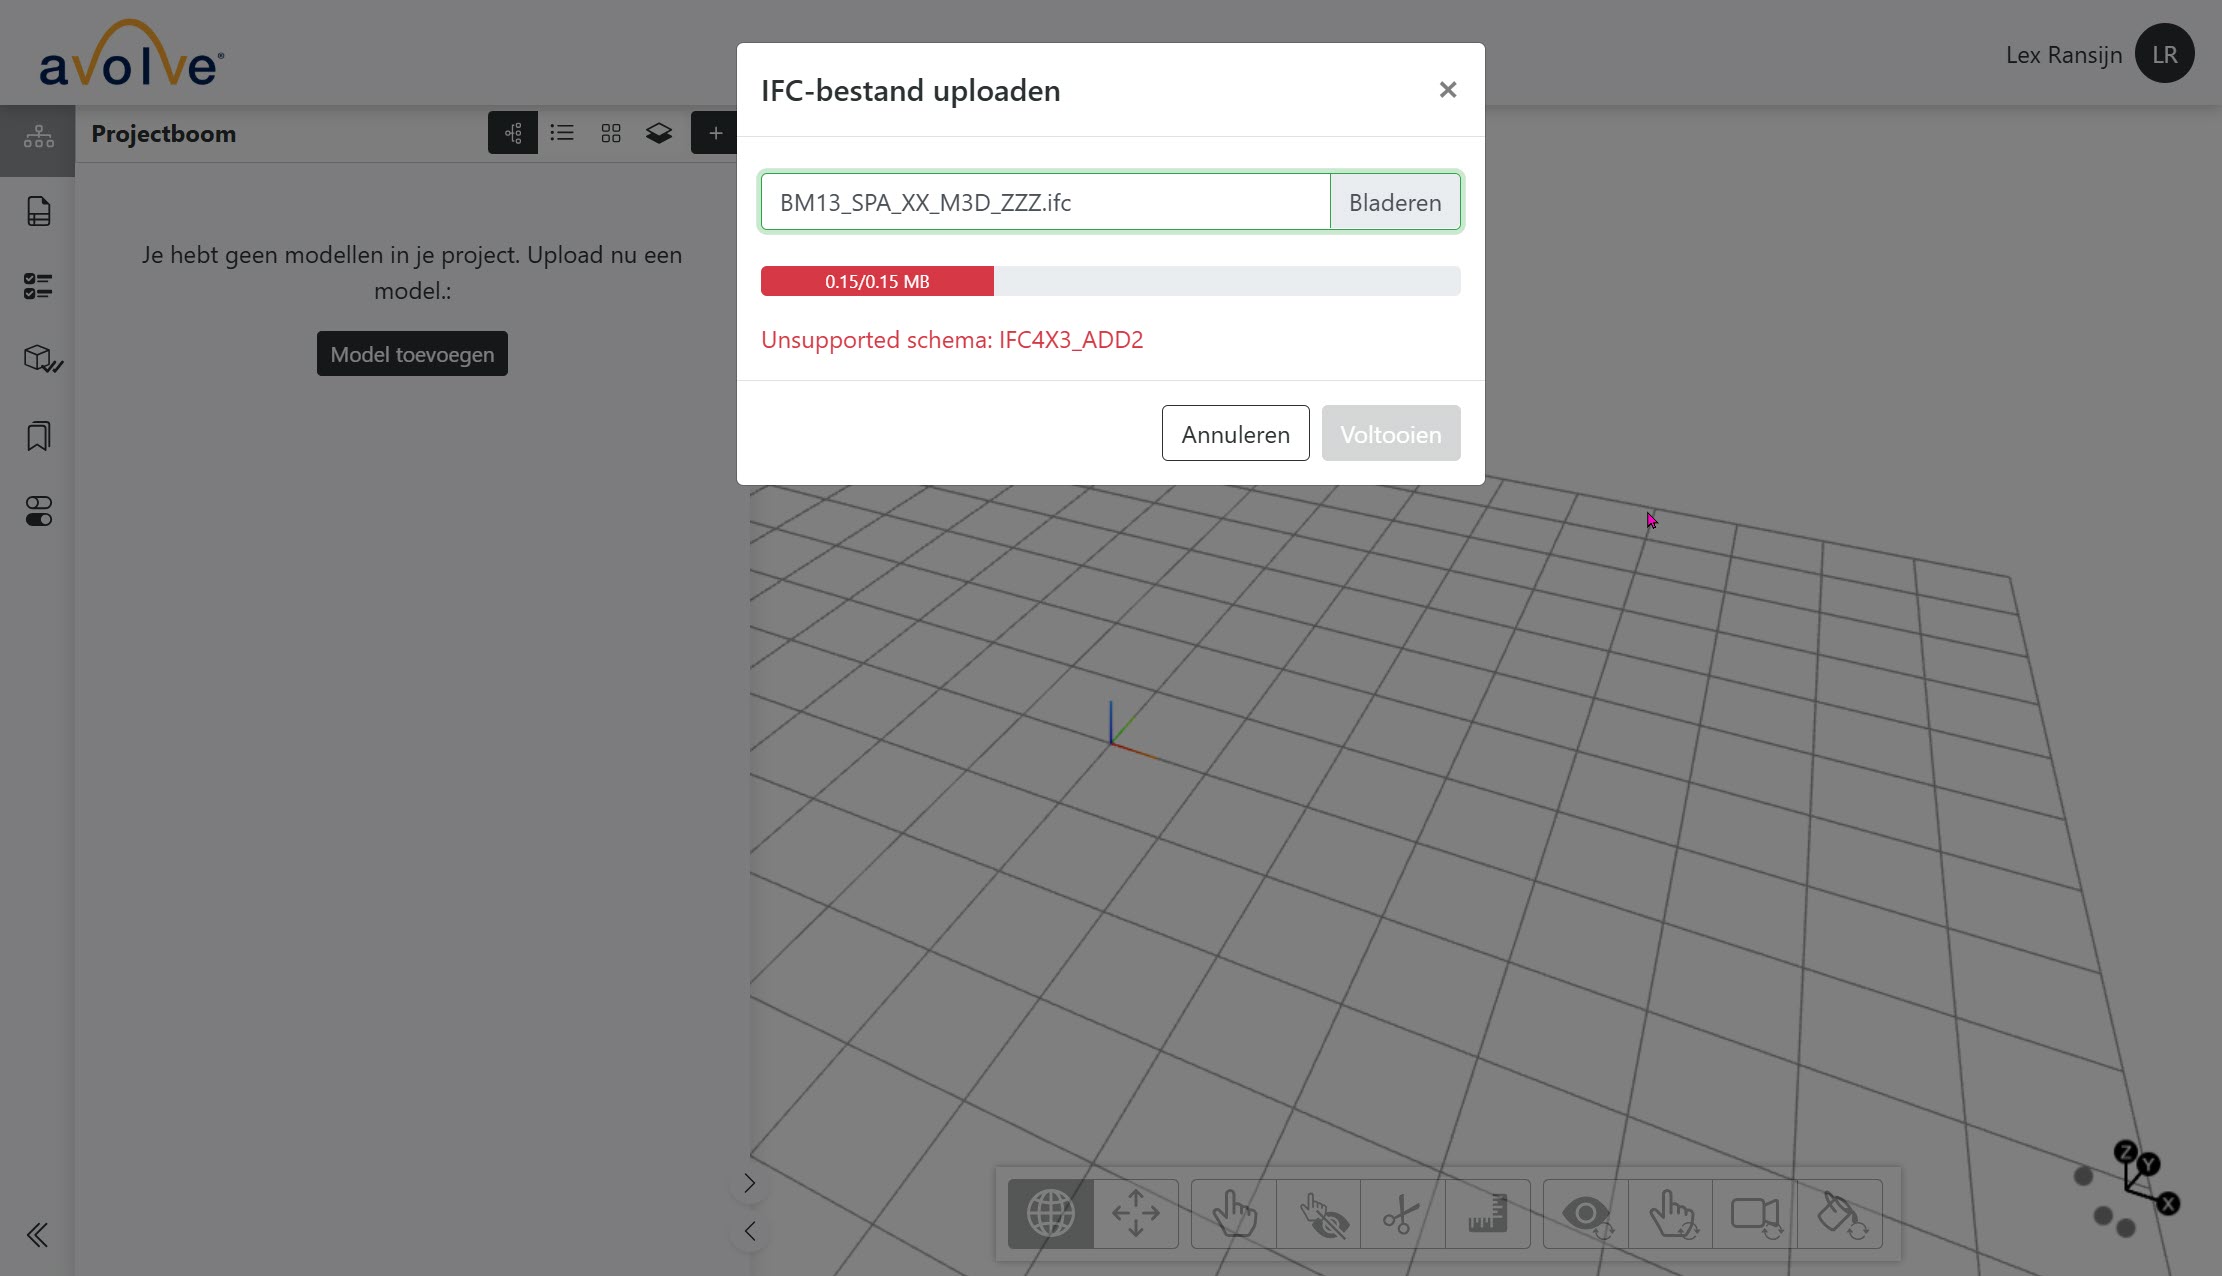 avolve®
Lex Ransijn
LR
IFC-bestand uploaden
×
Projectboom
BM13_SPA_XX_M3D_ZZZ.ifc
Bladeren
0.15/0.15 MB
Unsupported schema: IFC4X3_ADD2
Annuleren
Voltooien
Je hebt geen modellen in je project. Upload nu een
model.:
Model toevoegen
Z
Y
X